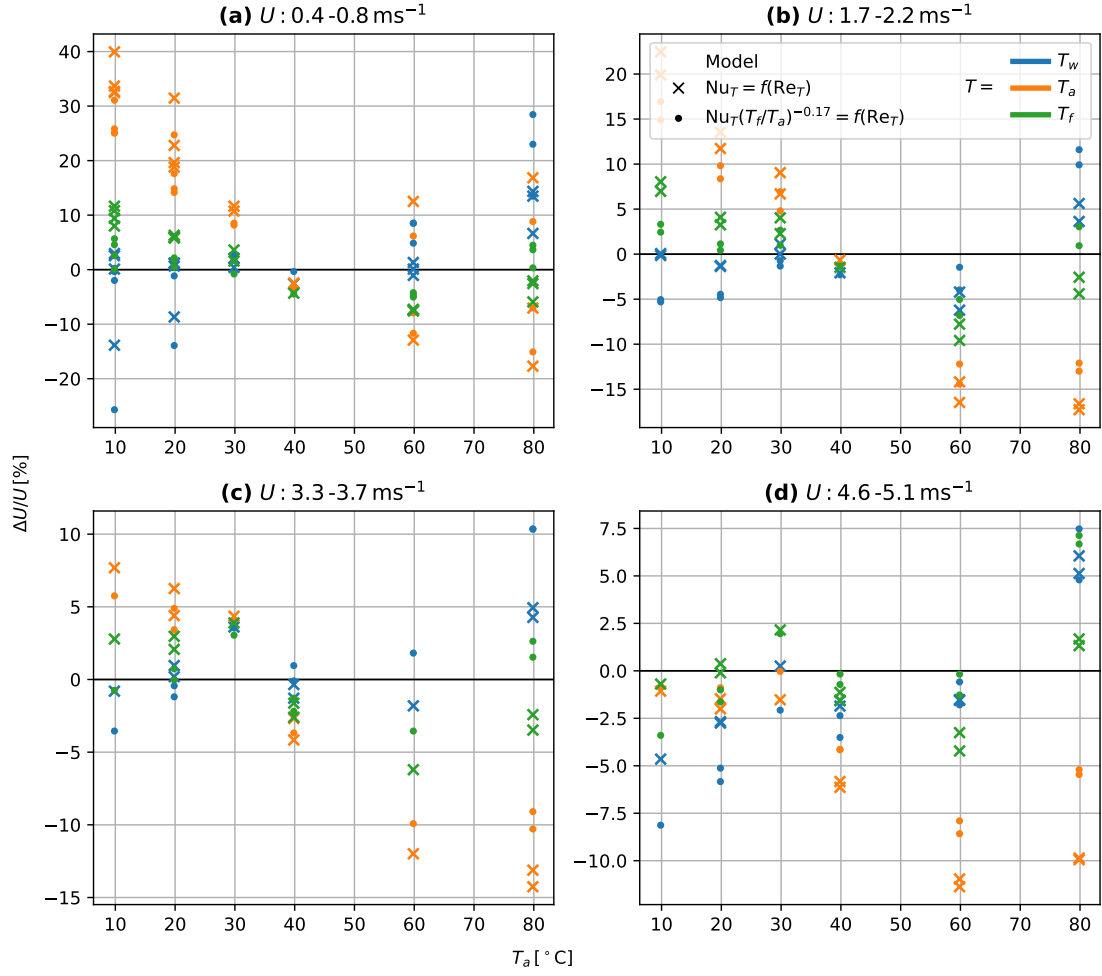 (a) U : 0.4 - 0.8 ms⁻¹
40
30
20
10
0
−10
−20
10 20 30 40 50 60 70 80
(b) U : 1.7 - 2.2 ms⁻¹
20
15
10
5
0
−5
−10
−15
10 20 30 40 50 60 70 80
Model
Nu_T = f(Re_T)
Nu_T(T_f/T_a)^−0.17 = f(Re_T)
T =
T_w
T_a
T_f
(c) U : 3.3 - 3.7 ms⁻¹
10
5
0
−5
−10
−15
10 20 30 40 50 60 70 80
(d) U : 4.6 - 5.1 ms⁻¹
7.5
5.0
2.5
0.0
−2.5
−5.0
−7.5
−10.0
10 20 30 40 50 60 70 80
ΔU/U [%]
T_a [°C]